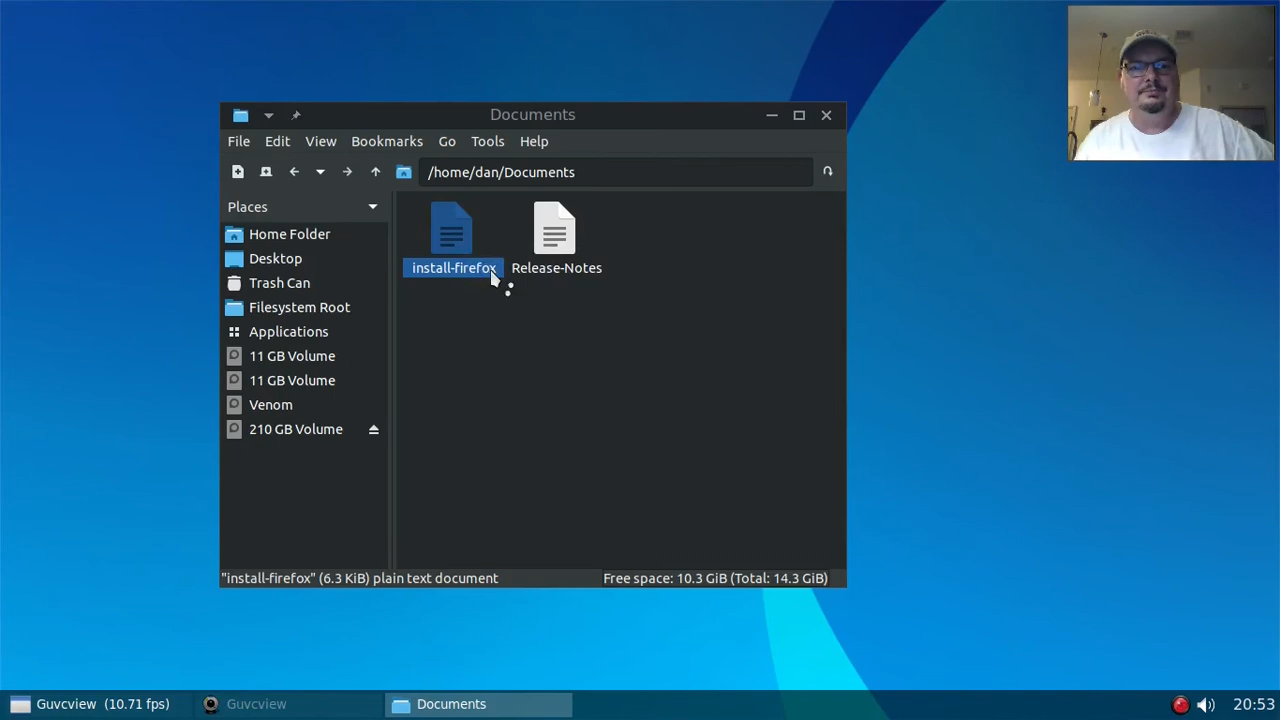 Documents
File Edit View Bookmarks Go Tools Help
/home/dan/Documents
Places
Home Folder
Desktop
Trash Can
Filesystem Root
Applications
11 GB Volume
11 GB Volume
Venom
210 GB Volume
install-firefox Release-Notes
"install-firefox" (6.3 KiB) plain text document Free space: 10.3 GiB (Total: 14.3 GiB)
Guvcview (10.71 fps) Guvcview Documents 20:53